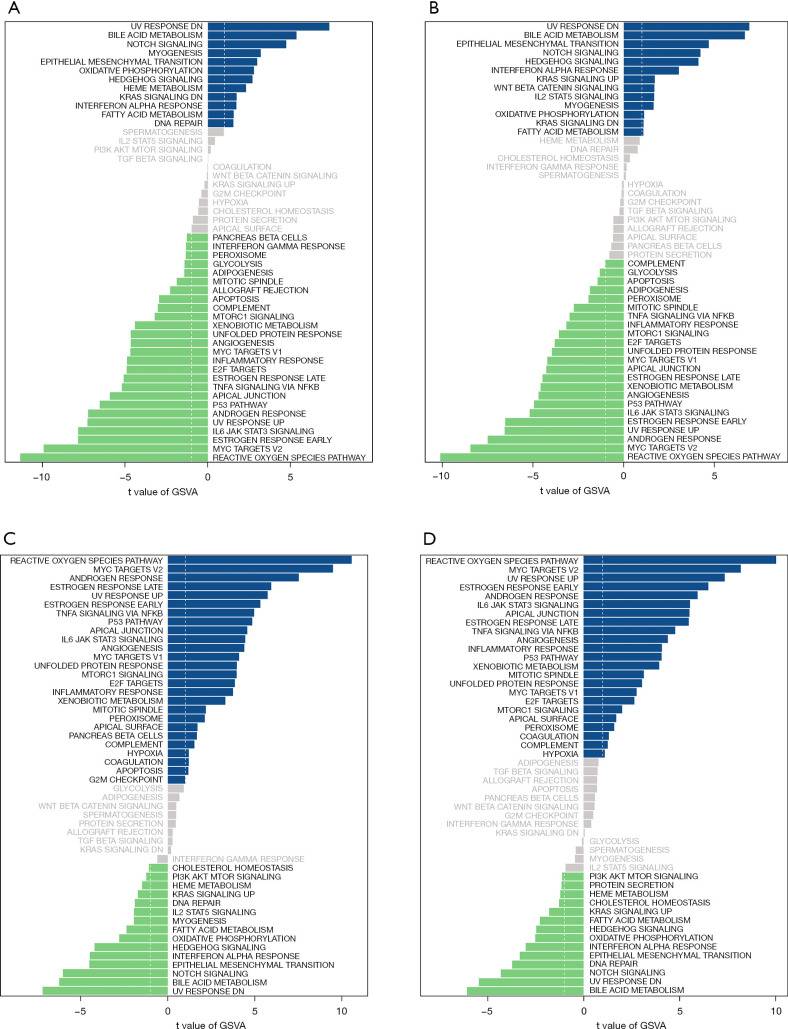 A
UV RESPONSE DN
BILE ACID METABOLISM
NOTCH SIGNALING
MYOGENESIS
EPITHELIAL MESENCHYMAL TRANSITION
OXIDATIVE PHOSPHORYLATION
HEDGEHOG SIGNALING
HEME METABOLISM
KRAS SIGNALING DN
INTERFERON ALPHA RESPONSE
FATTY ACID METABOLISM
DNA REPAIR
SPERMATOGENESIS
IL2 STAT5 SIGNALING
PI3K AKT MTOR SIGNALING
TGF BETA SIGNALING
COAGULATION
WNT BETA CATENIN SIGNALING
KRAS SIGNALING UP
G2M CHECKPOINT
HYPOXIA
CHOLESTEROL HOMEOSTASIS
PROTEIN SECRETION
APICAL SURFACE
PANCREAS BETA CELLS
INTERFERON GAMMA RESPONSE
PEROXISOME
GLYCOLYSIS
ADIPOGENESIS
MITOTIC SPINDLE
ALLOGRAFT REJECTION
APOPTOSIS
COMPLEMENT
MTORC1 SIGNALING
XENOBIOTIC METABOLISM
UNFOLDED PROTEIN RESPONSE
ANGIOGENESIS
MYC TARGETS V1
INFLAMMATORY RESPONSE
E2F TARGETS
ESTROGEN RESPONSE LATE
TNFA SIGNALING VIA NFKB
APICAL JUNCTION
P53 PATHWAY
ANDROGEN RESPONSE
UV RESPONSE UP
IL6 JAK STAT3 SIGNALING
ESTROGEN RESPONSE EARLY
MYC TARGETS V2
REACTIVE OXYGEN SPECIES PATHWAY
−10 −5 0 5
t value of GSVA
B
UV RESPONSE DN
BILE ACID METABOLISM
EPITHELIAL MESENCHYMAL TRANSITION
NOTCH SIGNALING
HEDGEHOG SIGNALING
INTERFERON ALPHA RESPONSE
KRAS SIGNALING UP
WNT BETA CATENIN SIGNALING
IL2 STAT5 SIGNALING
MYOGENESIS
OXIDATIVE PHOSPHORYLATION
KRAS SIGNALING DN
FATTY ACID METABOLISM
HEME METABOLISM
DNA REPAIR
CHOLESTEROL HOMEOSTASIS
INTERFERON GAMMA RESPONSE
SPERMATOGENESIS
HYPOXIA
COAGULATION
G2M CHECKPOINT
TGF BETA SIGNALING
PI3K AKT MTOR SIGNALING
ALLOGRAFT REJECTION
APICAL SURFACE
PANCREAS BETA CELLS
PROTEIN SECRETION
COMPLEMENT
GLYCOLYSIS
APOPTOSIS
ADIPOGENESIS
PEROXISOME
MITOTIC SPINDLE
TNFA SIGNALING VIA NFKB
INFLAMMATORY RESPONSE
MTORC1 SIGNALING
E2F TARGETS
UNFOLDED PROTEIN RESPONSE
MYC TARGETS V1
APICAL JUNCTION
ESTROGEN RESPONSE LATE
XENOBIOTIC METABOLISM
ANGIOGENESIS
P53 PATHWAY
IL6 JAK STAT3 SIGNALING
ESTROGEN RESPONSE EARLY
UV RESPONSE UP
ANDROGEN RESPONSE
MYC TARGETS V2
REACTIVE OXYGEN SPECIES PATHWAY
−10 −5 0 5
t value of GSVA
C
REACTIVE OXYGEN SPECIES PATHWAY
MYC TARGETS V2
ANDROGEN RESPONSE
ESTROGEN RESPONSE LATE
UV RESPONSE UP
ESTROGEN RESPONSE EARLY
TNFA SIGNALING VIA NFKB
P53 PATHWAY
APICAL JUNCTION
IL6 JAK STAT3 SIGNALING
ANGIOGENESIS
MYC TARGETS V1
UNFOLDED PROTEIN RESPONSE
MTORC1 SIGNALING
E2F TARGETS
INFLAMMATORY RESPONSE
XENOBIOTIC METABOLISM
MITOTIC SPINDLE
PEROXISOME
APICAL SURFACE
PANCREAS BETA CELLS
COMPLEMENT
HYPOXIA
COAGULATION
APOPTOSIS
G2M CHECKPOINT
GLYCOLYSIS
ADIPOGENESIS
WNT BETA CATENIN SIGNALING
SPERMATOGENESIS
PROTEIN SECRETION
ALLOGRAFT REJECTION
TGF BETA SIGNALING
KRAS SIGNALING DN
INTERFERON GAMMA RESPONSE
CHOLESTEROL HOMEOSTASIS
PI3K AKT MTOR SIGNALING
HEME METABOLISM
KRAS SIGNALING UP
DNA REPAIR
IL2 STAT5 SIGNALING
MYOGENESIS
FATTY ACID METABOLISM
OXIDATIVE PHOSPHORYLATION
HEDGEHOG SIGNALING
INTERFERON ALPHA RESPONSE
EPITHELIAL MESENCHYMAL TRANSITION
NOTCH SIGNALING
BILE ACID METABOLISM
UV RESPONSE DN
−5 0 5 10
t value of GSVA
D
REACTIVE OXYGEN SPECIES PATHWAY
MYC TARGETS V2
UV RESPONSE UP
ESTROGEN RESPONSE EARLY
ANDROGEN RESPONSE
IL6 JAK STAT3 SIGNALING
APICAL JUNCTION
ESTROGEN RESPONSE LATE
TNFA SIGNALING VIA NFKB
ANGIOGENESIS
INFLAMMATORY RESPONSE
P53 PATHWAY
XENOBIOTIC METABOLISM
MITOTIC SPINDLE
UNFOLDED PROTEIN RESPONSE
MYC TARGETS V1
E2F TARGETS
MTORC1 SIGNALING
APICAL SURFACE
PEROXISOME
COAGULATION
COMPLEMENT
HYPOXIA
ADIPOGENESIS
TGF BETA SIGNALING
ALLOGRAFT REJECTION
APOPTOSIS
PANCREAS BETA CELLS
WNT BETA CATENIN SIGNALING
G2M CHECKPOINT
INTERFERON GAMMA RESPONSE
KRAS SIGNALING DN
GLYCOLYSIS
SPERMATOGENESIS
MYOGENESIS
IL2 STAT5 SIGNALING
PI3K AKT MTOR SIGNALING
PROTEIN SECRETION
HEME METABOLISM
CHOLESTEROL HOMEOSTASIS
KRAS SIGNALING UP
FATTY ACID METABOLISM
HEDGEHOG SIGNALING
OXIDATIVE PHOSPHORYLATION
INTERFERON ALPHA RESPONSE
EPITHELIAL MESENCHYMAL TRANSITION
DNA REPAIR
NOTCH SIGNALING
UV RESPONSE DN
BILE ACID METABOLISM
−5 0 5 10
t value of GSVA